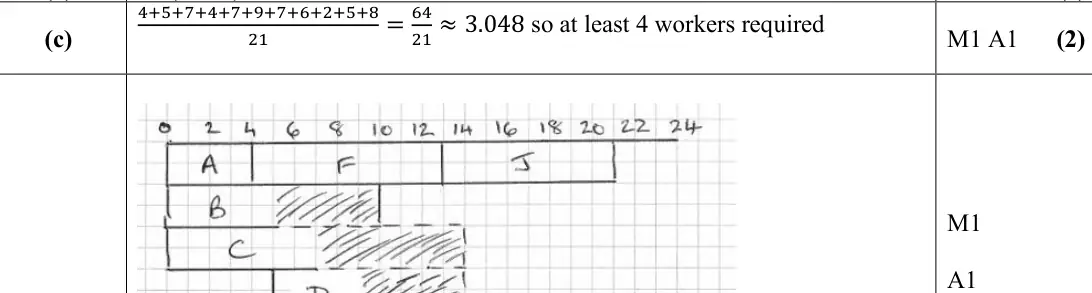 (c)
4+5+7+4+7+9+7+6+2+5+8/21 = 64/21 ≈ 3.048 so at least 4 workers required
M1 A1 (2)
0 2 4 6 8 10 12 14 16 18 20 22 24
A F J
B
C
M1
D
A1